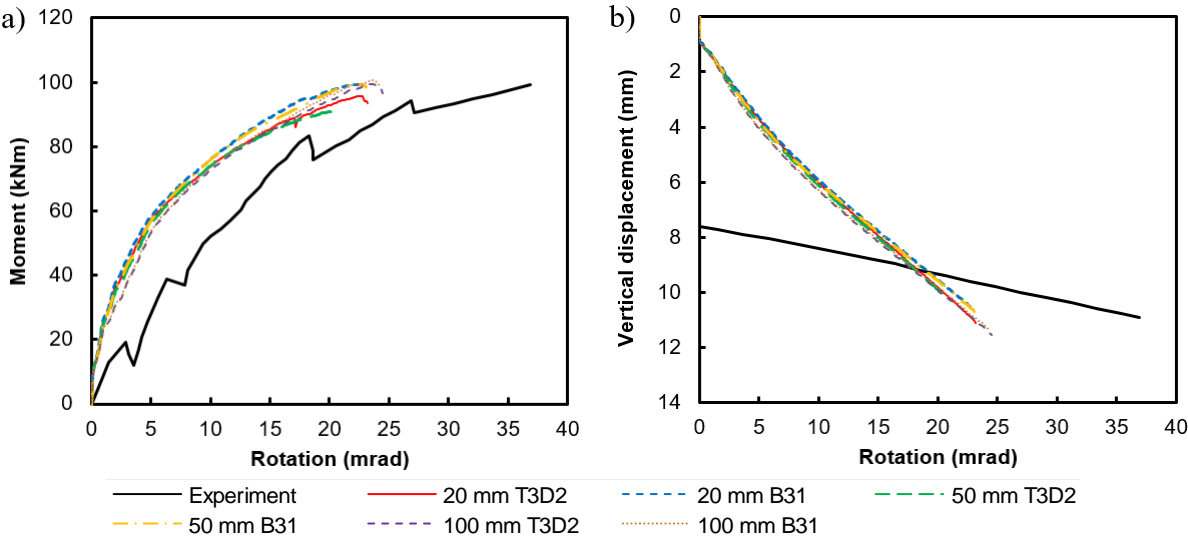 a)
120
100
80
60
40
20
0
Moment (kNm)
0 5 10 15 20 25 30 35 40
Rotation (mrad)
b)
0
2
4
6
8
10
12
14
Vertical displacement (mm)
0 5 10 15 20 25 30 35 40
Rotation (mrad)
Experiment 20 mm T3D2 20 mm B31 50 mm T3D2
50 mm B31 100 mm T3D2 100 mm B31